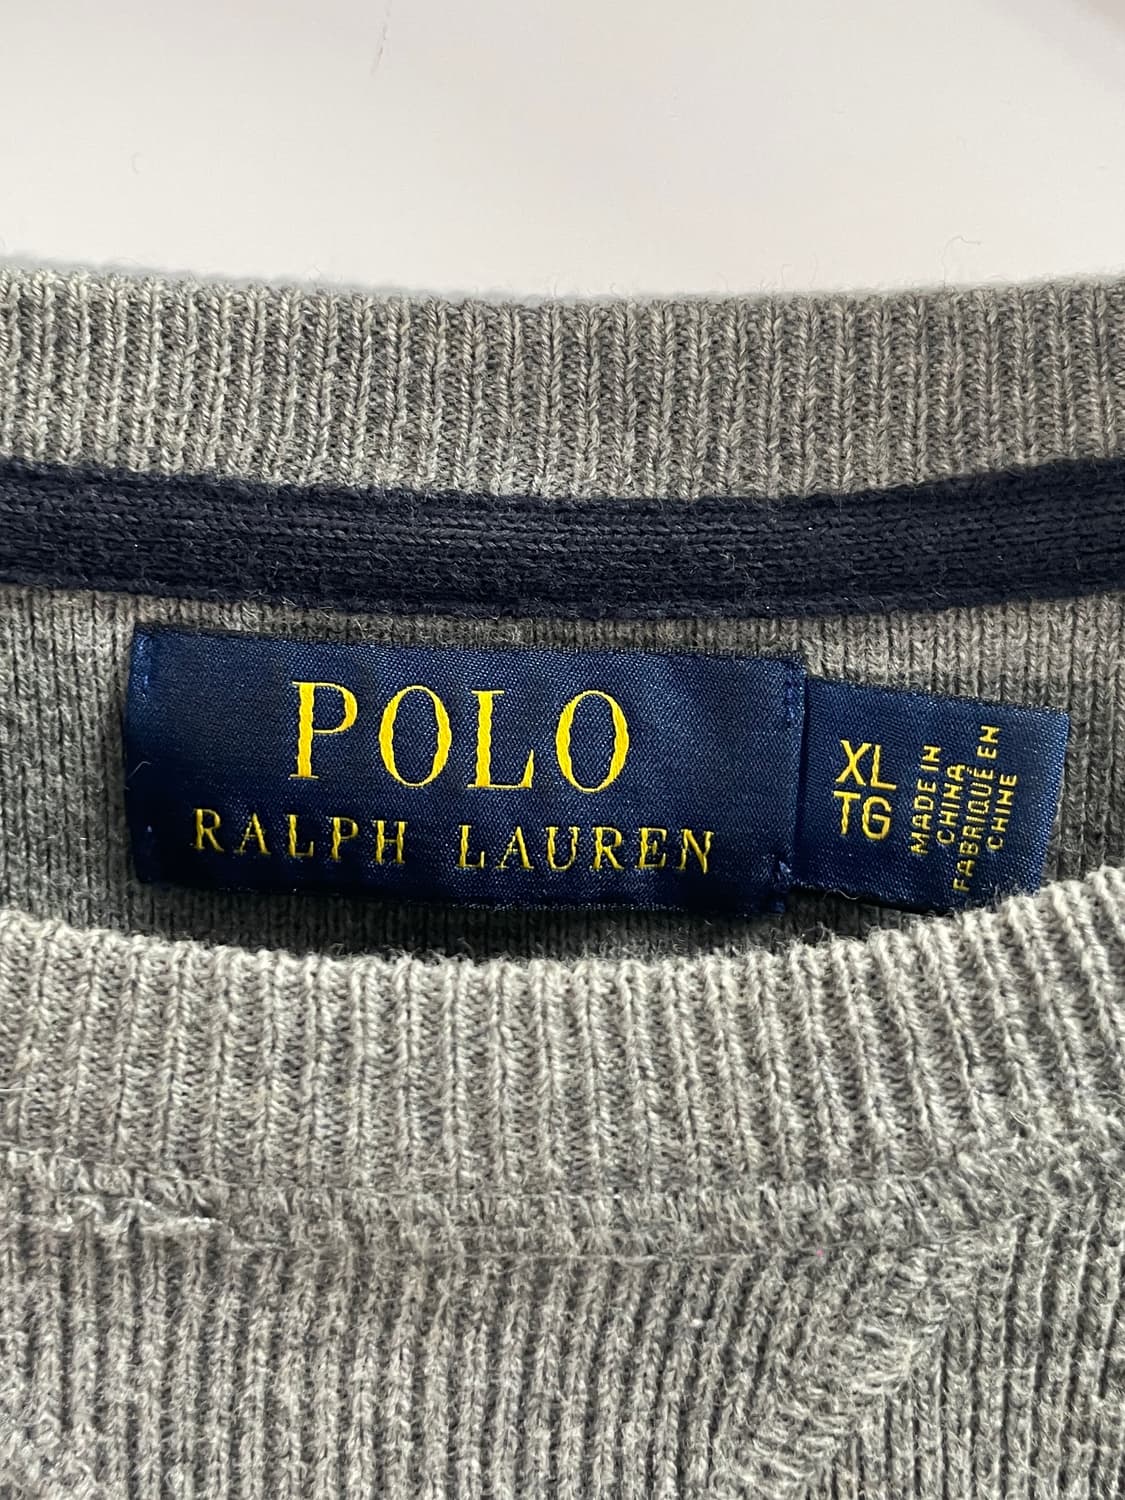 POLO
RALPH LAUREN
XL
TG
MADE IN
CHINA
FABRIQUÉ EN
CHINE